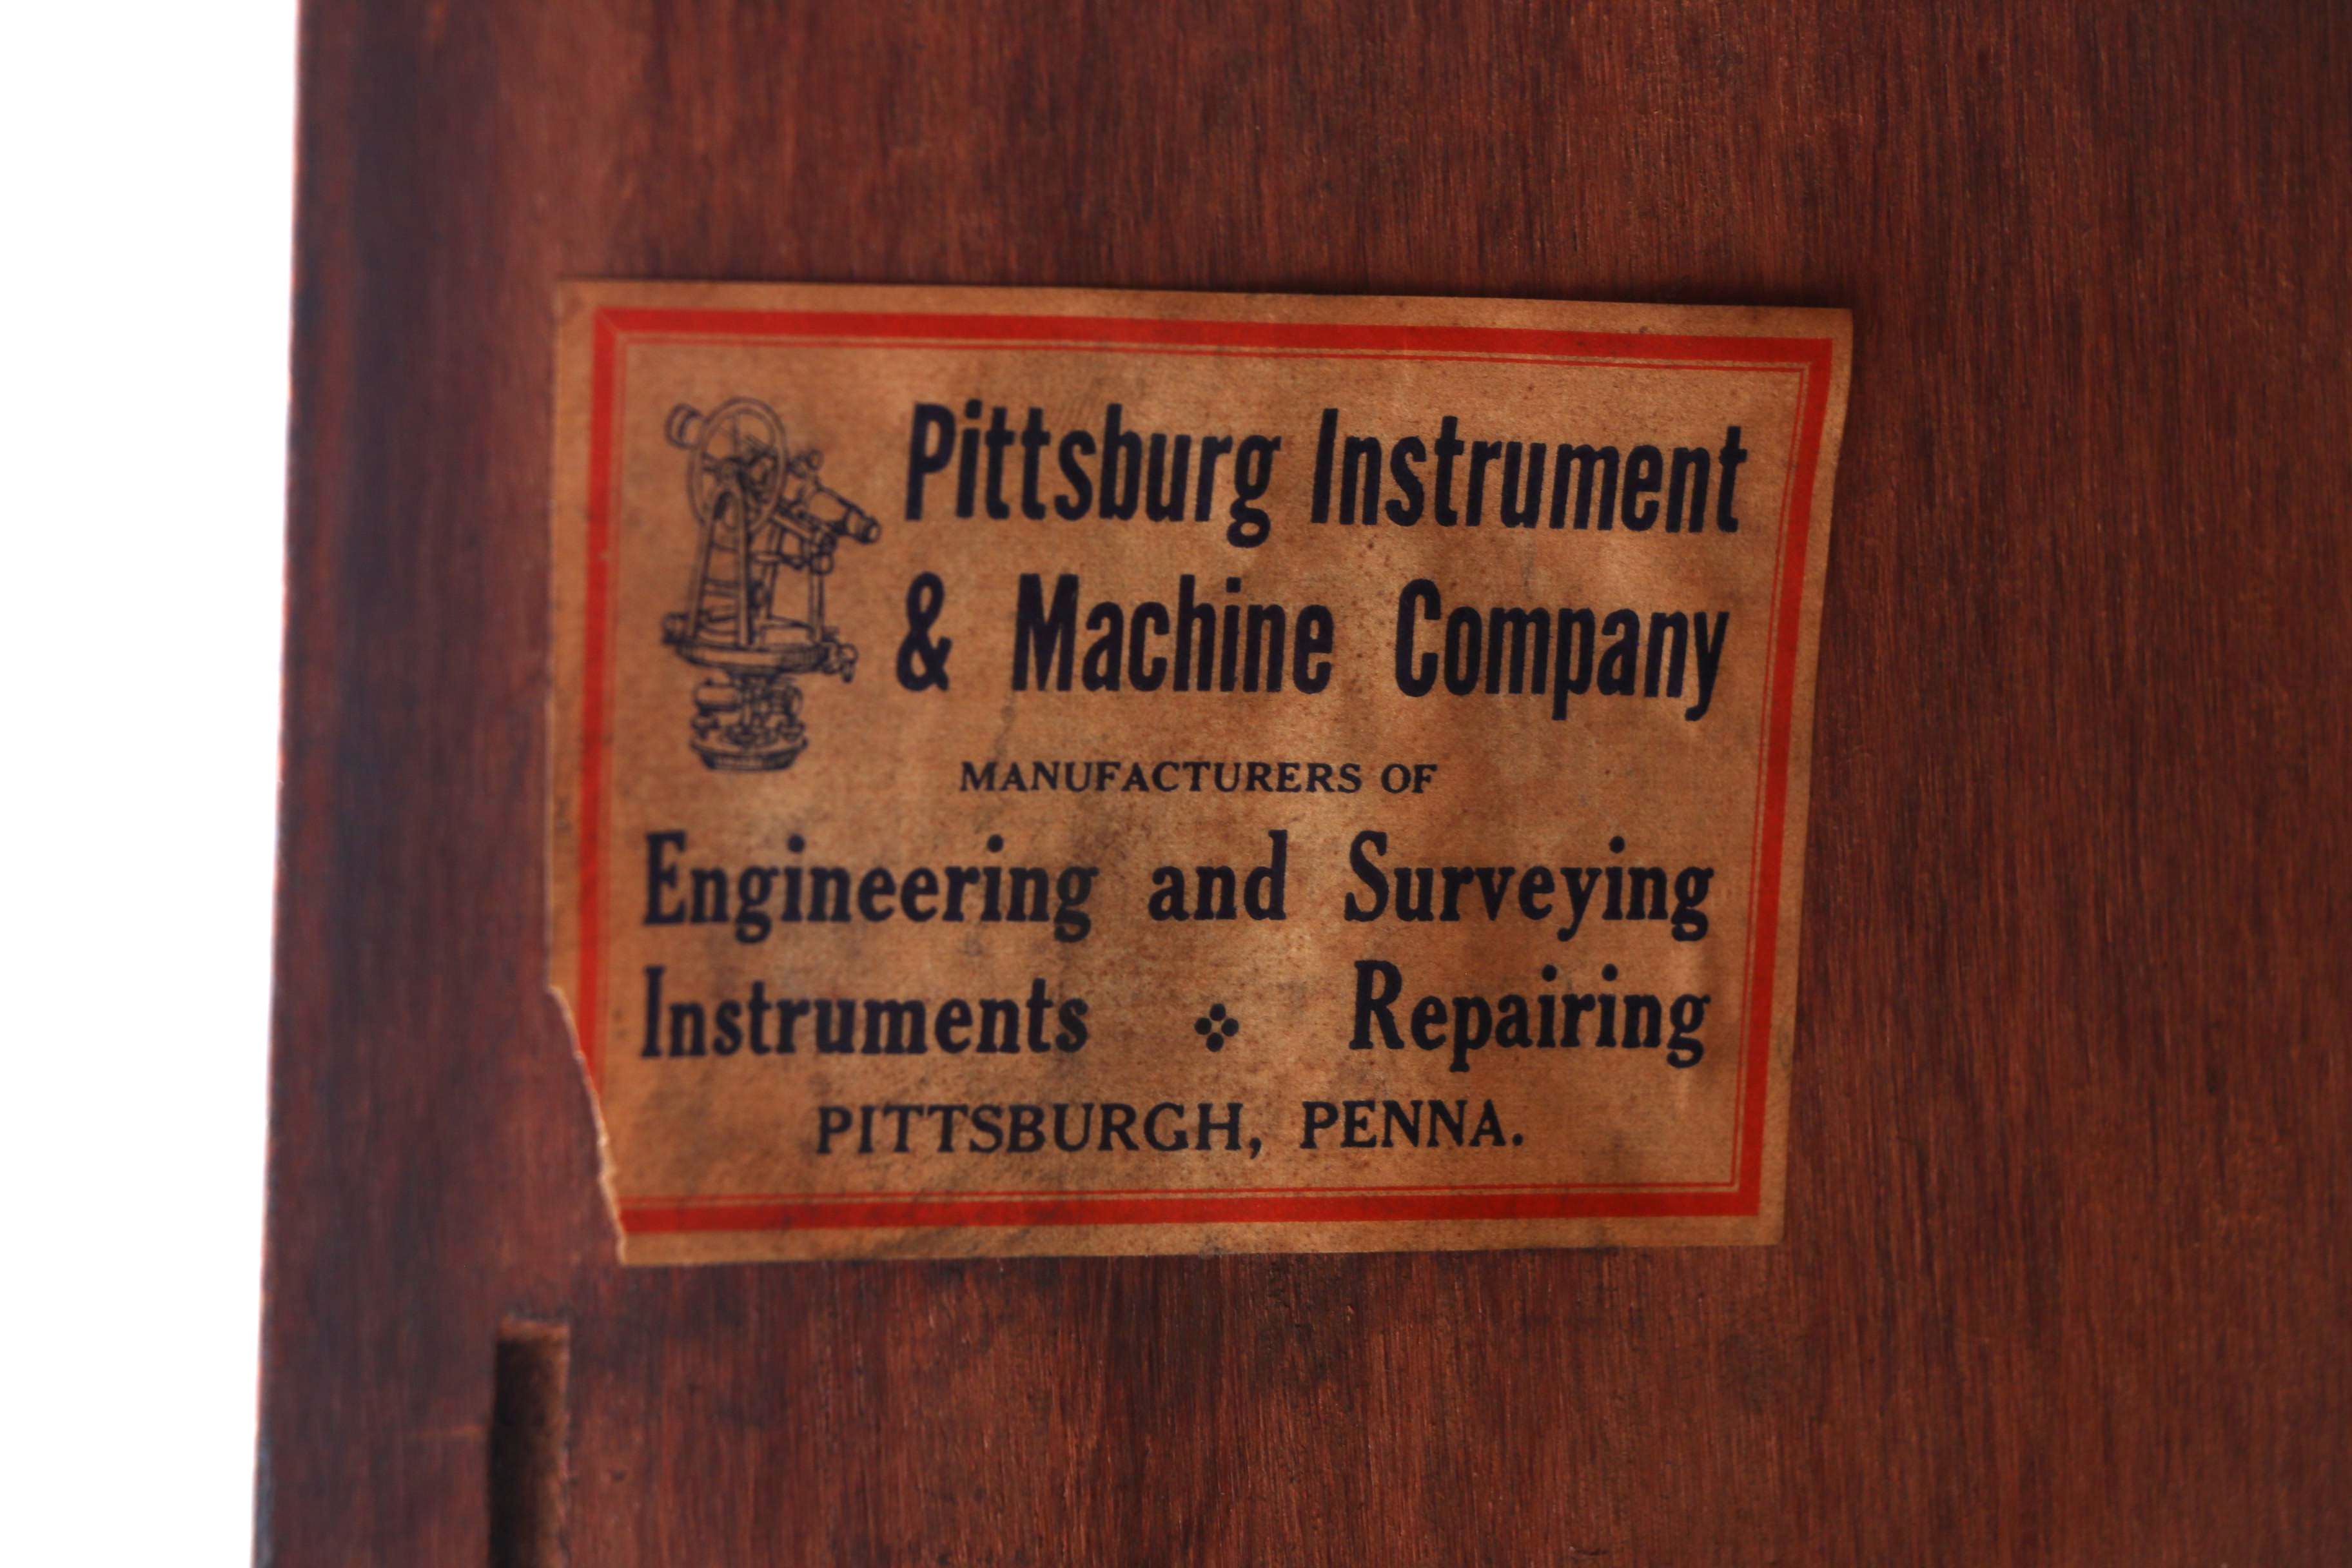 Pittsburg Instrument
& Machine Company
MANUFACTURERS OF
Engineering and Surveying
Instruments Repairing
PITTSBURGH, PENNA.